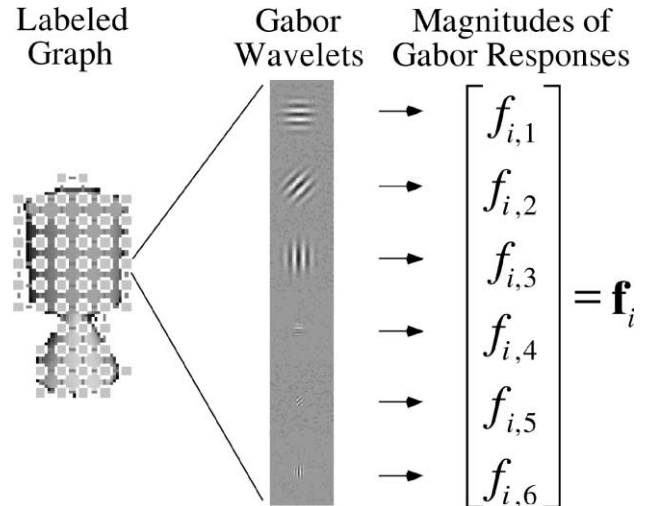 Labeled
Graph
Gabor
Wavelets
Magnitudes of
Gabor Responses
f_{i,1}
f_{i,2}
f_{i,3}
f_{i,4}
f_{i,5}
f_{i,6}
= f_i